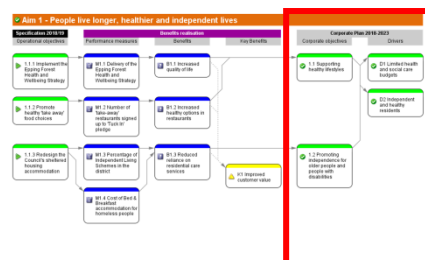 Aim 1 - People live longer, healthier and independent lives
Specification 2018/19
Benefits realisation
Corporate Plan 2018-2023
Operational objectives
Performance measures
Benefits
Key Benefits
Corporate objectives
Drivers
1.1.1 Implement the
Epping Forest
Health and
Wellbeing Strategy
M1.1 Delivery of the
Epping Forest
Health and
Wellbeing Strategy
B1.1 Increased
quality of life
1.1 Supporting
healthy lifestyles
D1 Limited health
and social care
budgets
1.1.2 Promote
healthy 'take away'
food choices
M1.2 Number of
'take-away'
restaurants signed
up to 'Tuck in'
pledge
B1.2 Increased
healthy options in
restaurants
D2 Independent
and healthy
residents
1.1.3 Redesign the
Council's sheltered
housing
accommodation
M1.3 Percentage of
Independent Living
Schemes in the
district
B1.3 Reduced
reliance on
residential care
services
K1 Improved
customer value
1.2 Promoting
independence for
older people and
people with
disabilities
M1.4 Cost of Bed &
Breakfast
accommodation for
homeless people